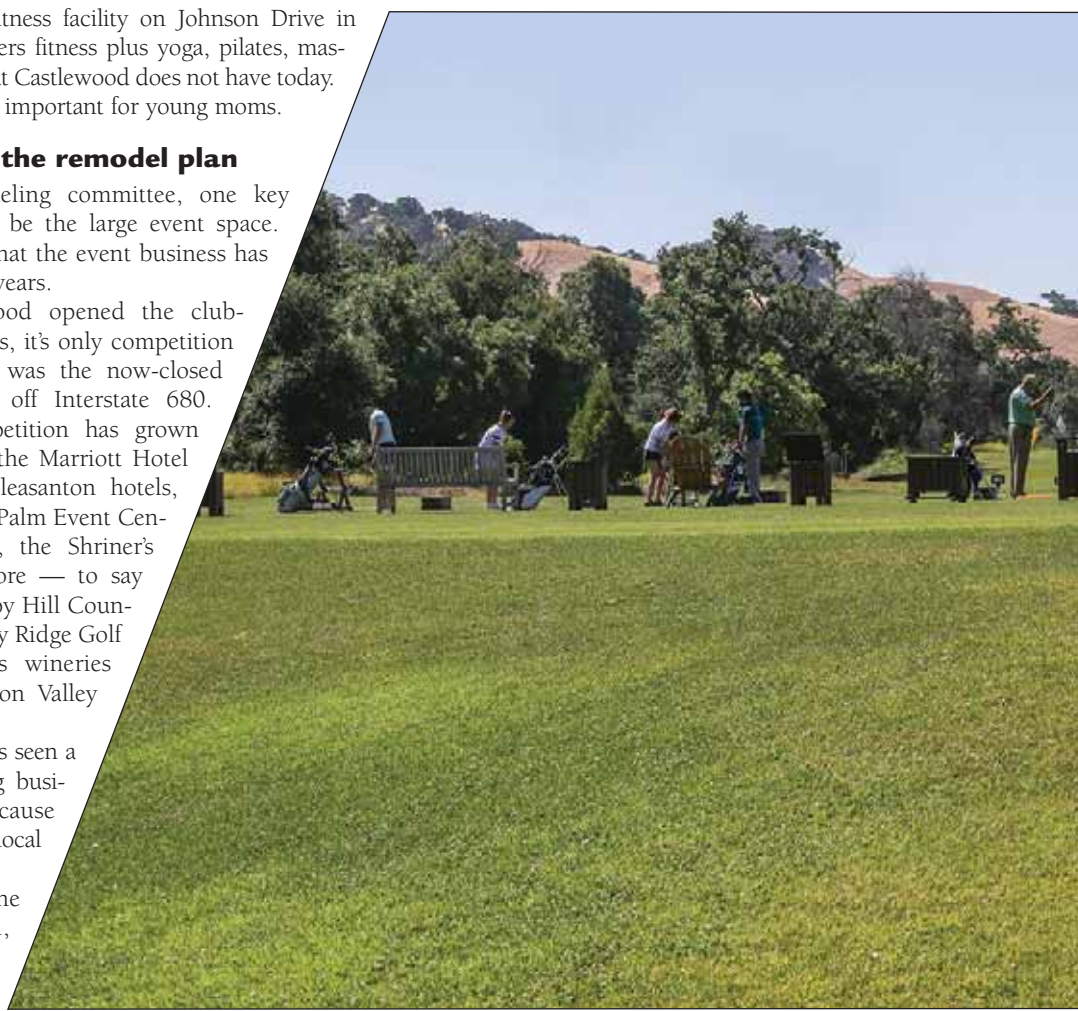 tness facility on Johnson Drive in
ers fitness plus yoga, pilates, mas-
t Castlewood does not have today.
important for young moms.
the remodel plan
eling committee, one key
be the large event space.
hat the event business has
years.
ood opened the club-
s, it's only competition
was the now-closed
off Interstate 680.
petition has grown
the Marriott Hotel
leasanton hotels,
Palm Event Cen-
, the Shriner's
ore — to say
by Hill Coun-
y Ridge Golf
s wineries
on Valley
s seen a
g busi-
cause
local
ne